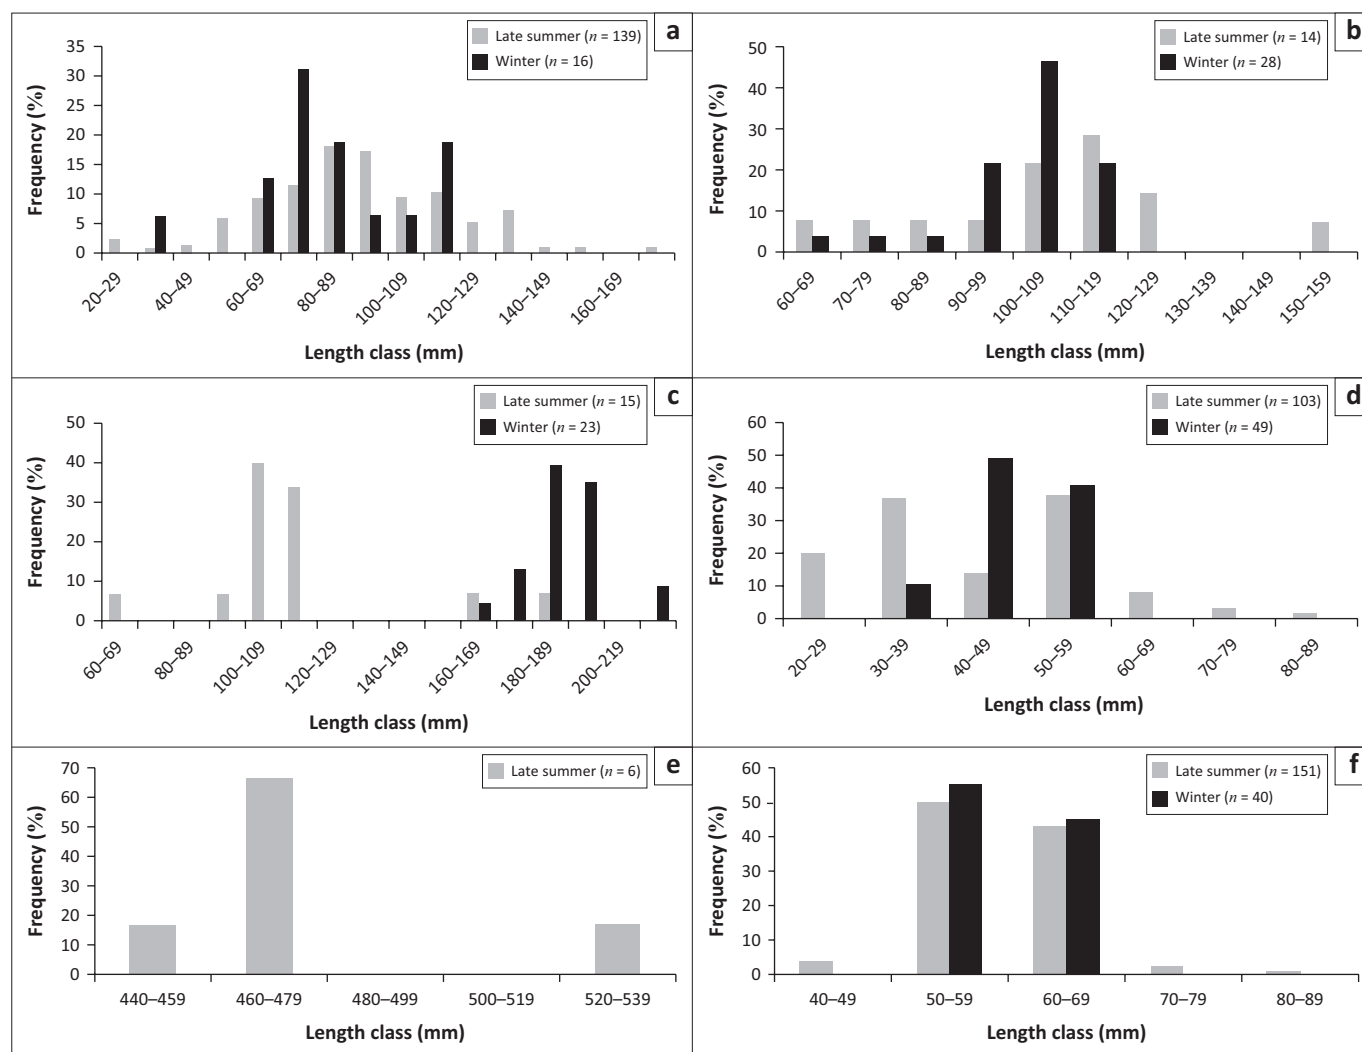 a
Late summer (n = 139)
Winter (n = 16)
35
30
25
20
15
10
5
0
Frequency (%)
20–29
40–49
60–69
80–89
100–109
120–129
140–149
160–169
Length class (mm)
b
Late summer (n = 14)
Winter (n = 28)
50
40
30
20
10
0
Frequency (%)
60–69
70–79
80–89
90–99
100–109
110–119
120–129
130–139
140–149
150–159
Length class (mm)
c
Late summer (n = 15)
Winter (n = 23)
50
40
30
20
10
0
Frequency (%)
60–69
80–89
100–109
120–129
140–149
160–169
180–189
200–219
Length class (mm)
d
Late summer (n = 103)
Winter (n = 49)
60
50
40
30
20
10
0
Frequency (%)
20–29
30–39
40–49
50–59
60–69
70–79
80–89
Length class (mm)
e
Late summer (n = 6)
70
60
50
40
30
20
10
0
Frequency (%)
440–459
460–479
480–499
500–519
520–539
Length class (mm)
f
Late summer (n = 151)
Winter (n = 40)
60
50
40
30
20
10
0
Frequency (%)
40–49
50–59
60–69
70–79
80–89
Length class (mm)